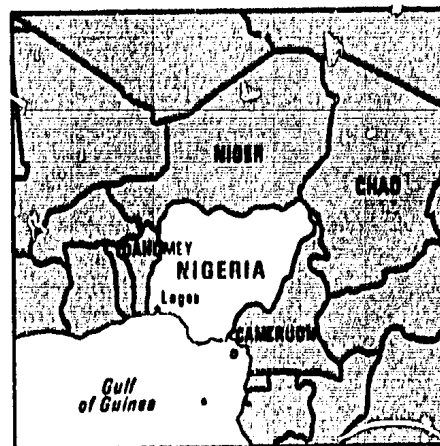 NIGER
CHAD
DAHOMEY
NIGERIA
Lagos
CAMEROON
Gulf
of Guinea